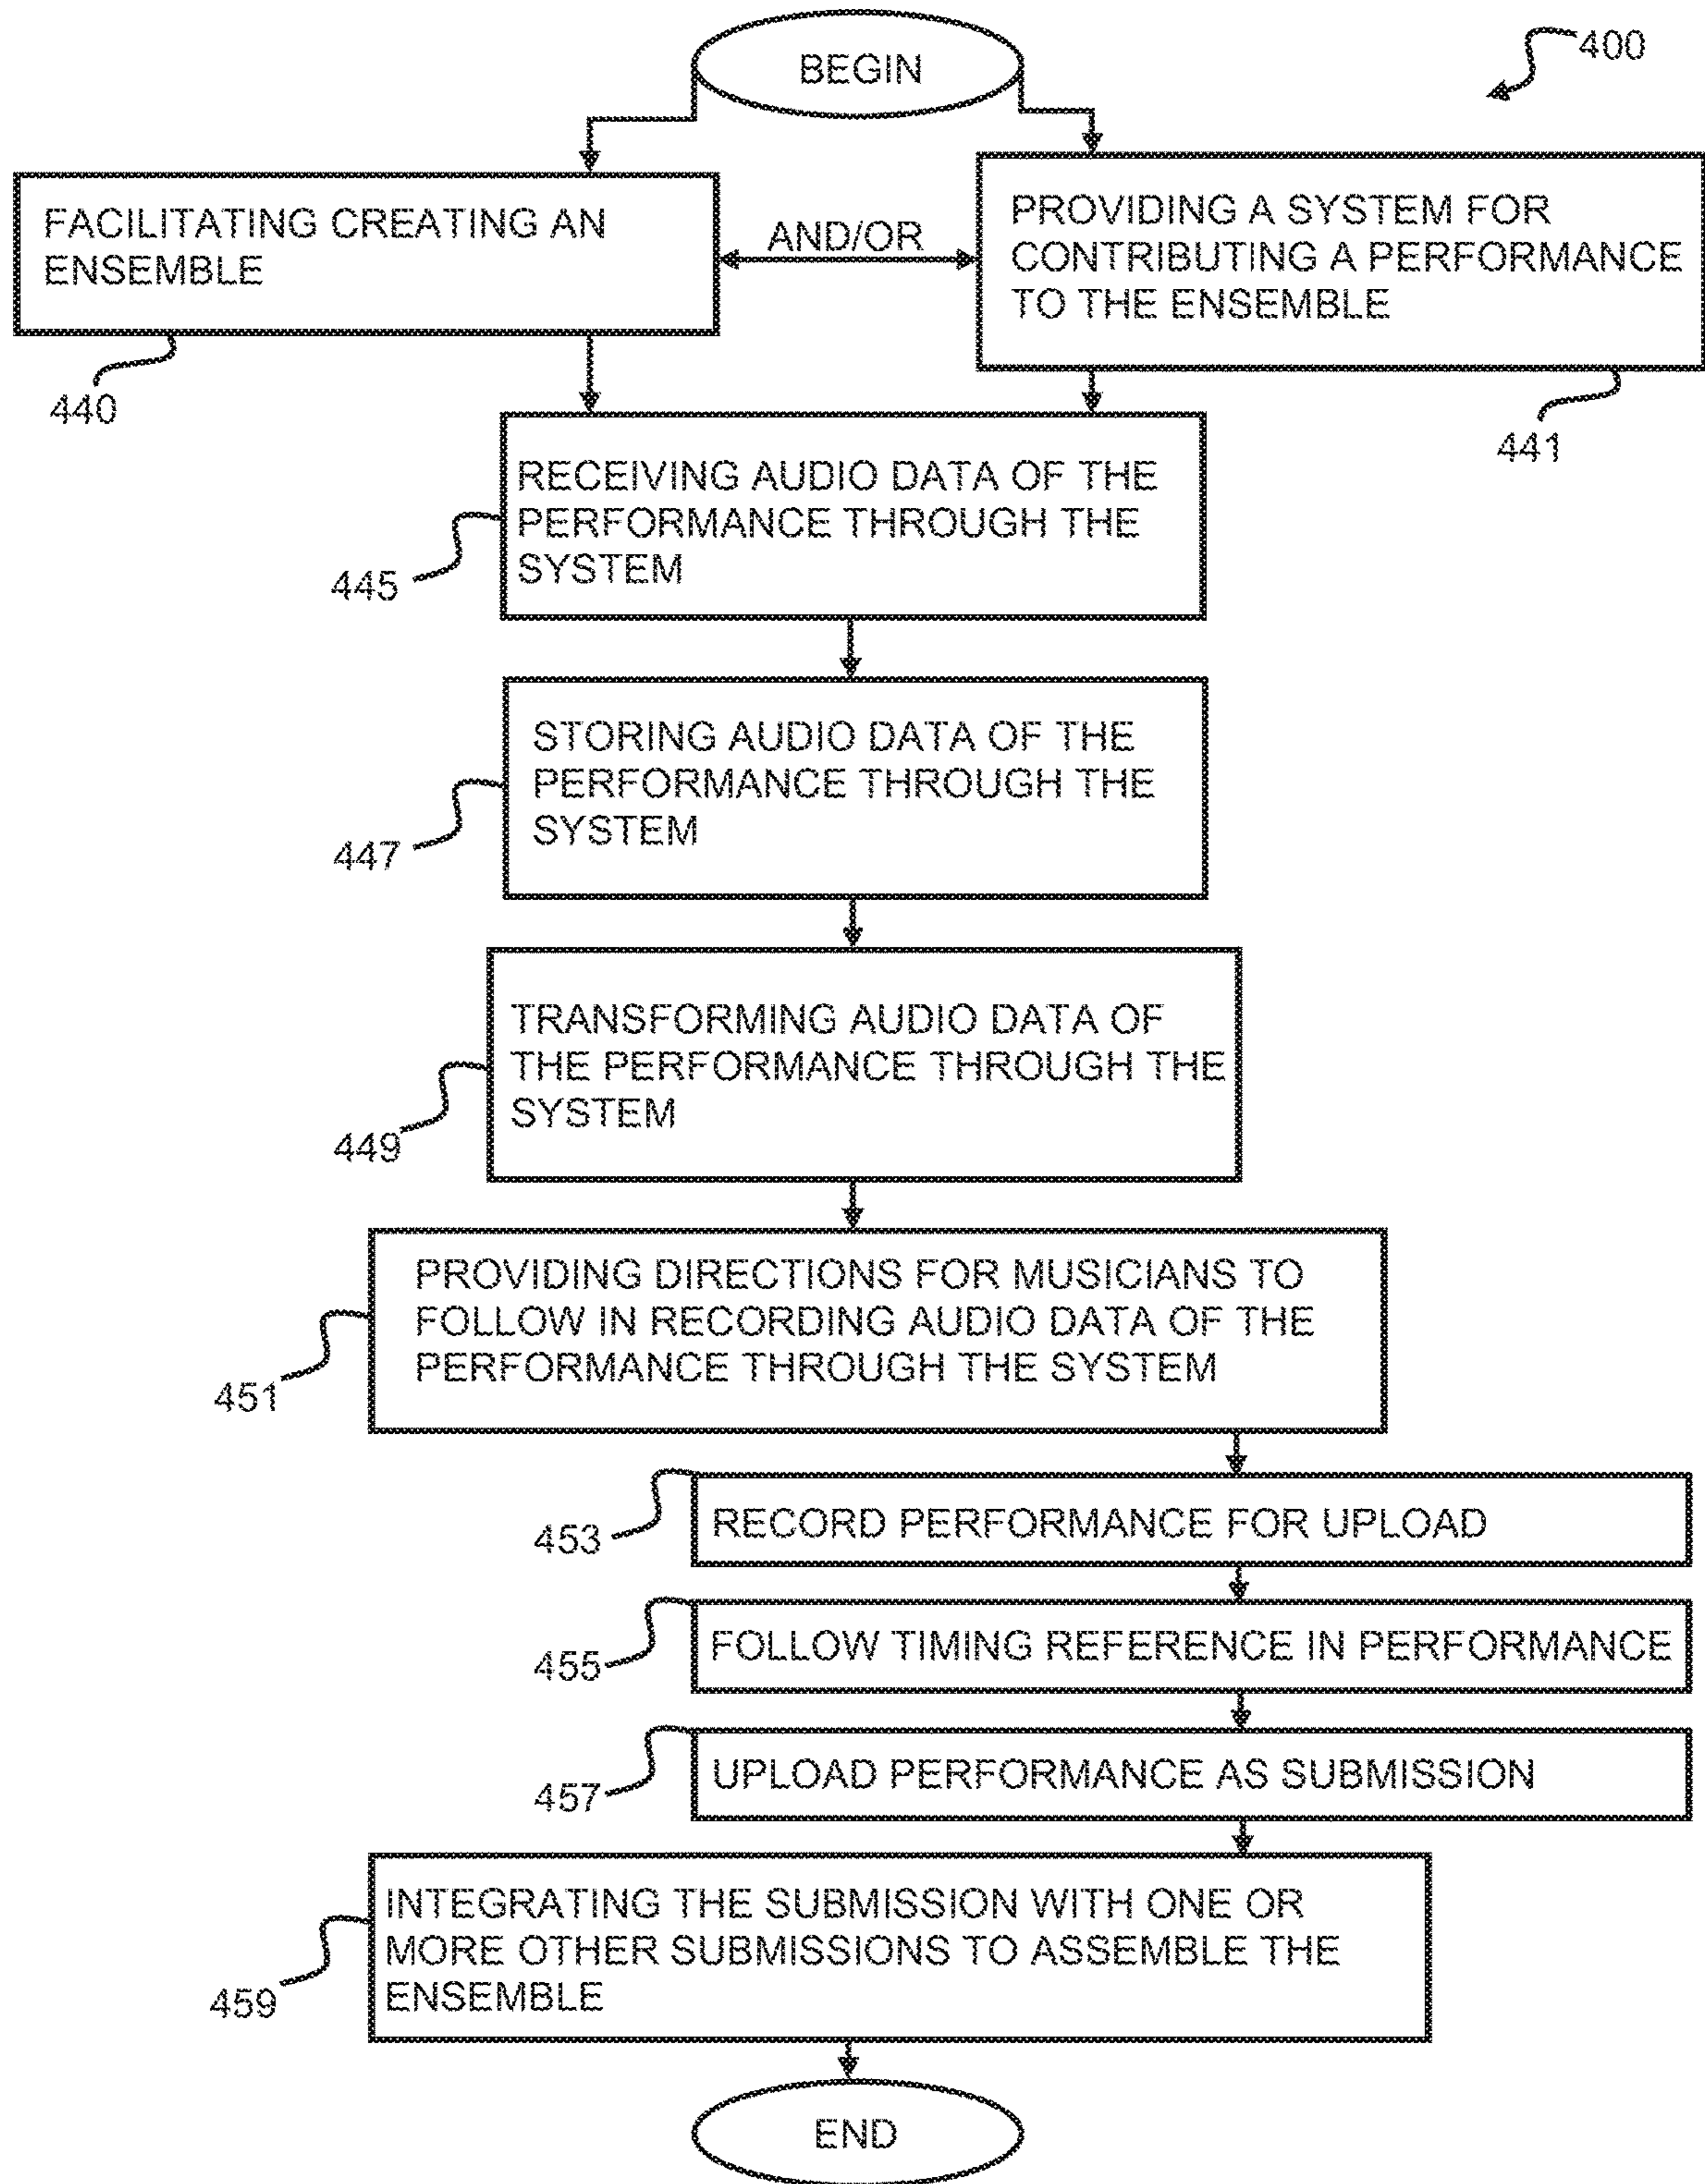 BEGIN
400
FACILITATING CREATING AN
ENSEMBLE
AND/OR
PROVIDING A SYSTEM FOR
CONTRIBUTING A PERFORMANCE
TO THE ENSEMBLE
440
441
RECEIVING AUDIO DATA OF THE
PERFORMANCE THROUGH THE
SYSTEM
445
STORING AUDIO DATA OF THE
PERFORMANCE THROUGH THE
SYSTEM
447
TRANSFORMING AUDIO DATA OF
THE PERFORMANCE THROUGH THE
SYSTEM
449
PROVIDING DIRECTIONS FOR MUSICIANS TO
FOLLOW IN RECORDING AUDIO DATA OF THE
PERFORMANCE THROUGH THE SYSTEM
451
RECORD PERFORMANCE FOR UPLOAD
453
FOLLOW TIMING REFERENCE IN PERFORMANCE
455
UPLOAD PERFORMANCE AS SUBMISSION
457
INTEGRATING THE SUBMISSION WITH ONE OR
MORE OTHER SUBMISSIONS TO ASSEMBLE THE
ENSEMBLE
459
END